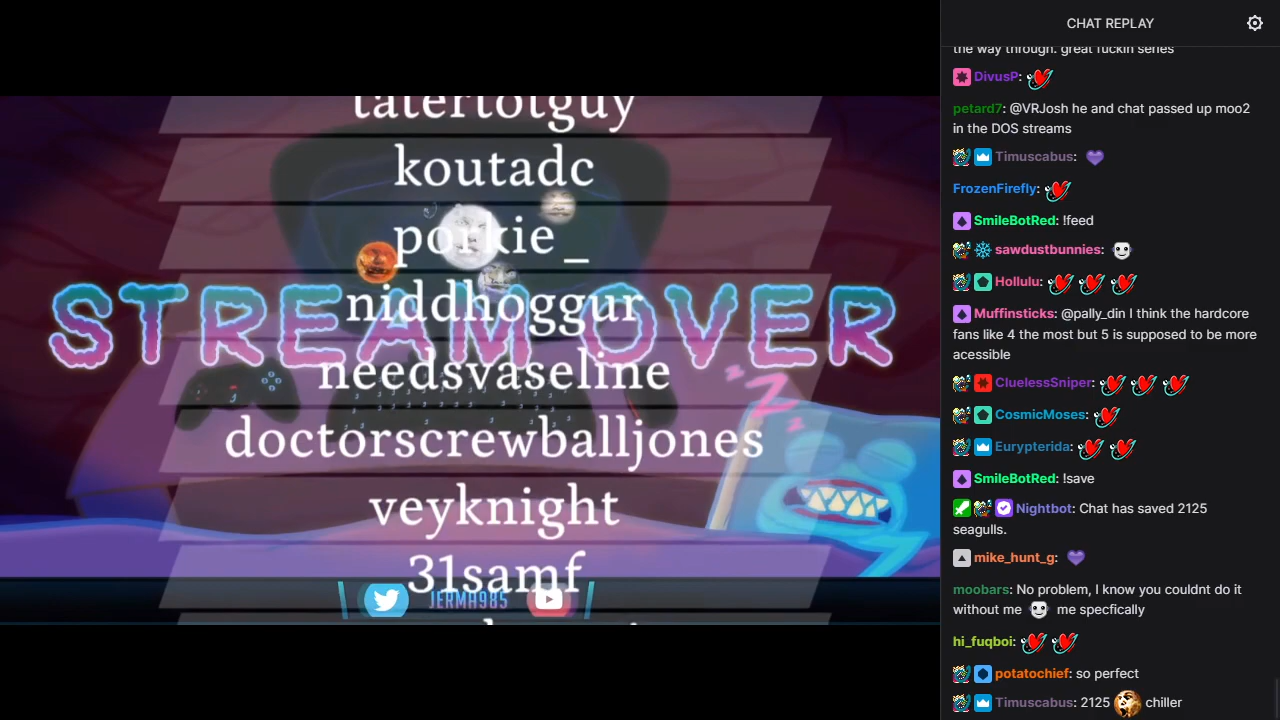 tatertotguy
koutadc
porkie_
niddhoggur
STREAM OVER
needsvaseline
doctorscrewballjones
veyknight
31samf
JERMA985
CHAT REPLAY
the way through. great fuckin series
DivusP:
petard7: @VRJosh he and chat passed up moo2
in the DOS streams
Timuscabus:
FrozenFirefly:
SmileBotRed: !feed
sawdustbunnies:
Hollulu:
Muffinsticks: @pally_din I think the hardcore
fans like 4 the most but 5 is supposed to be more
acessible
CluelessSniper:
CosmicMoses:
Eurypterida:
SmileBotRed: !save
Nightbot: Chat has saved 2125
seagulls.
mike_hunt_g:
moobars: No problem, I know you couldnt do it
without me me specfically
hi_fuqboi:
potatochief: so perfect
Timuscabus: 2125 chiller